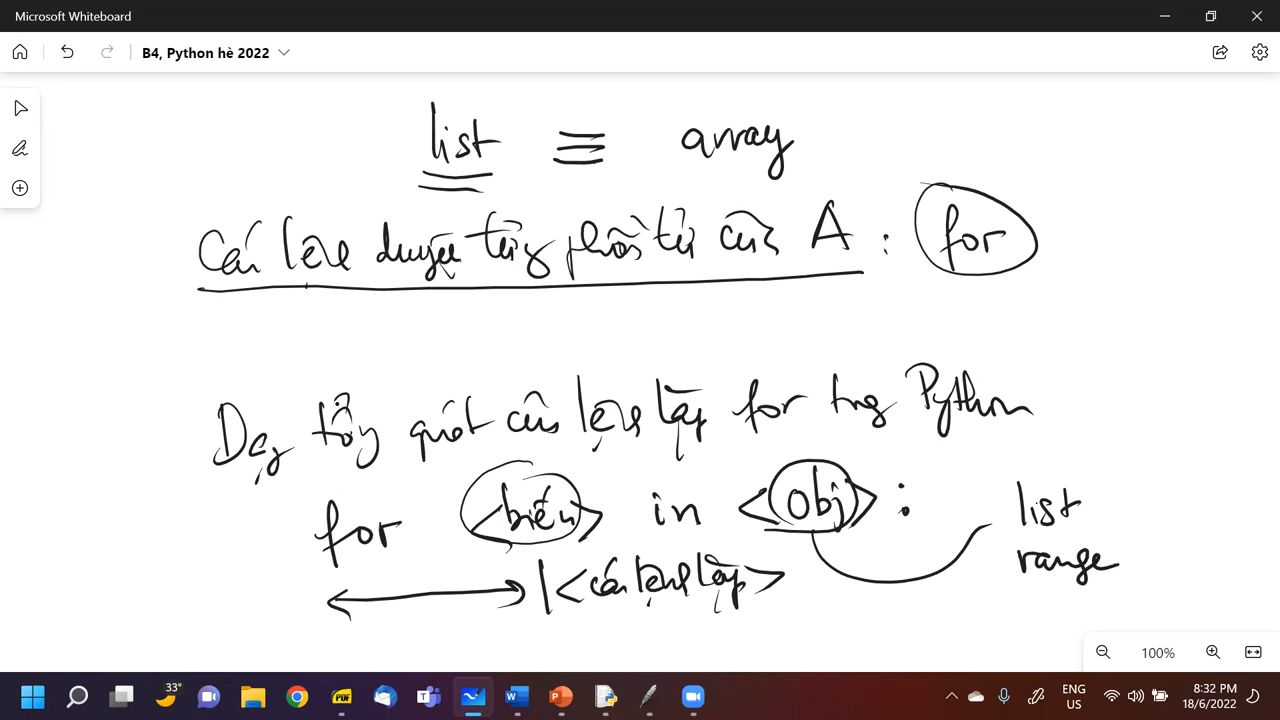 Microsoft Whiteboard
B4, Python hè 2022
list ≡ array
Các lệnh duyệt từng phần tử của A : for
Dạng tổng quát của lệnh lặp for trng Python
for <biến> in <obj> :
list
range
<các lệnh lặp>
100%
33°
ENG
US
8:32 PM
18/6/2022